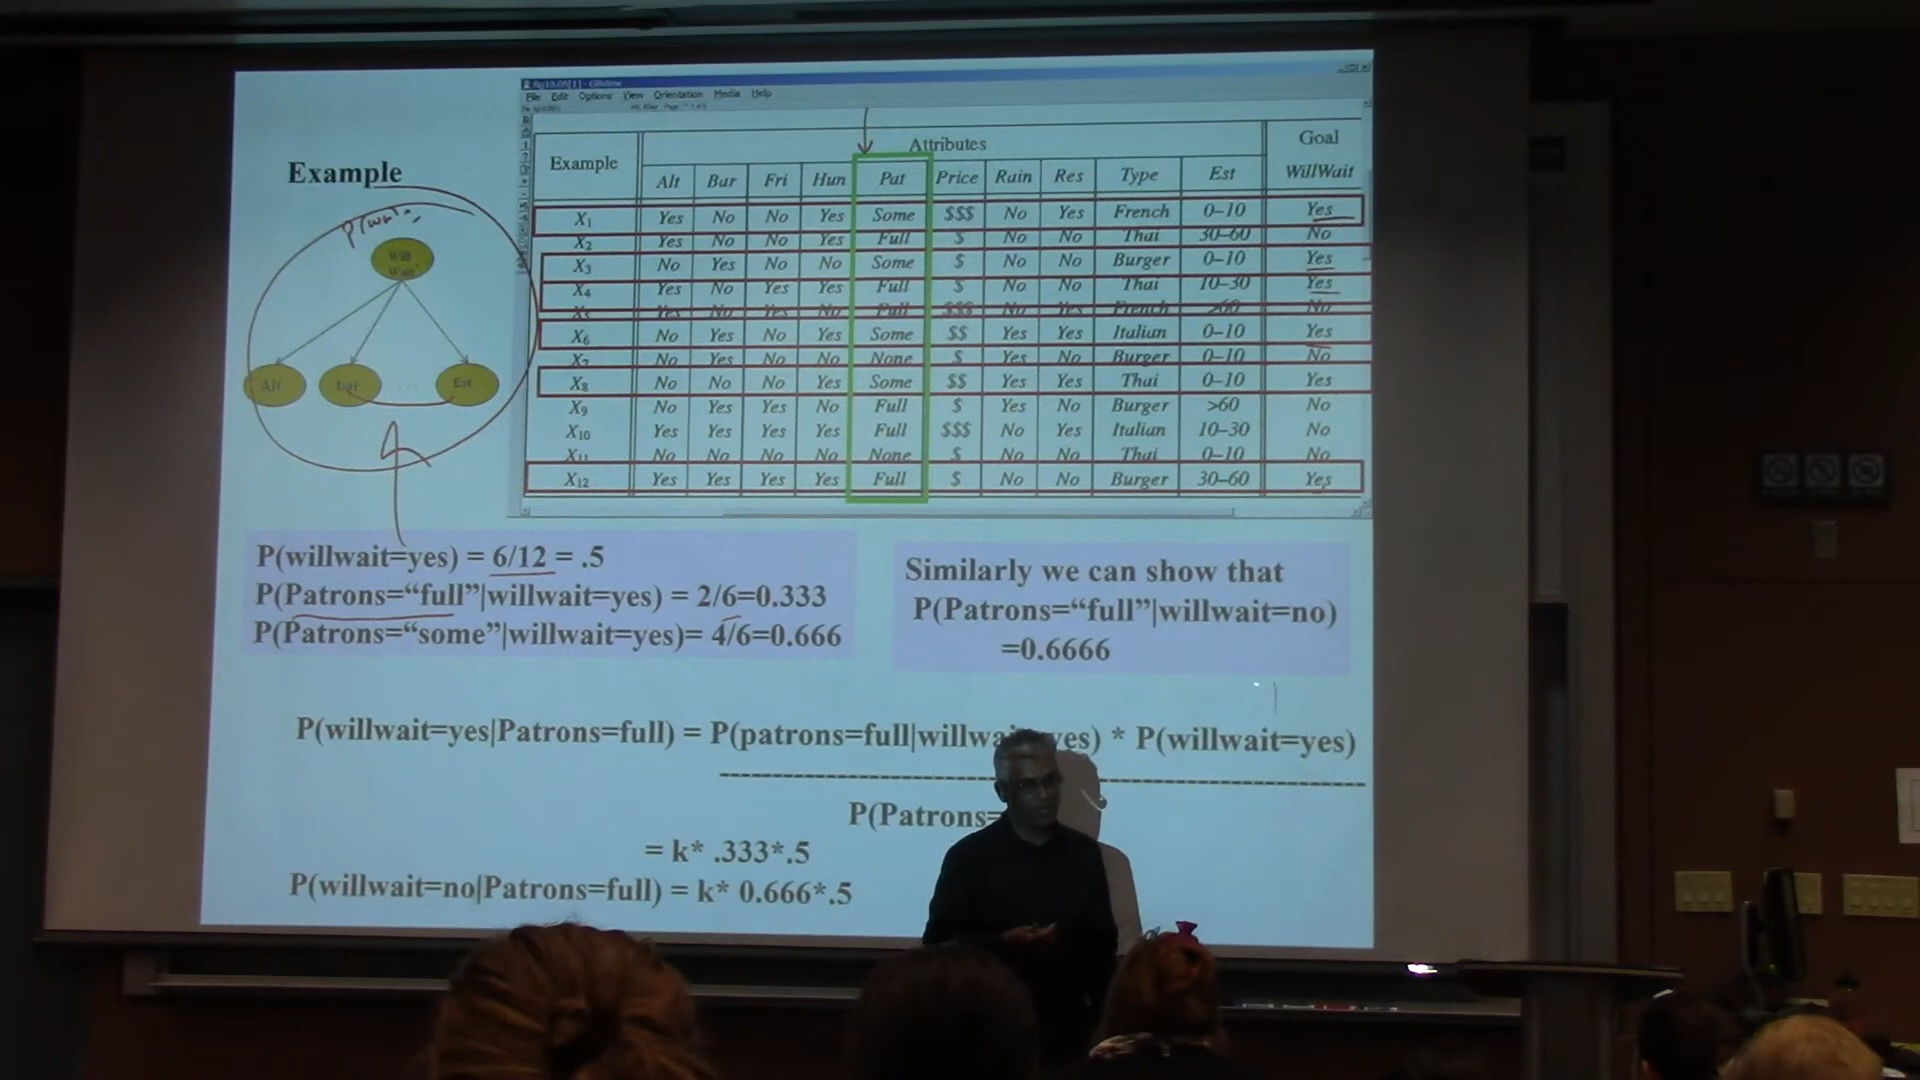 File Edit Options View Orientation Media Help
Example
P(wa
Will
Wait
Alt bar ... Est
Example Attributes Goal
Alt Bar Fri Hun Pat Price Rain Res Type Est WillWait
X1 Yes No No Yes Some $$$ No Yes French 0–10 Yes
X2 Yes No No Yes Full $ No No Thai 30–60 No
X3 No Yes No No Some $ No No Burger 0–10 Yes
X4 Yes No Yes Yes Full $ No No Thai 10–30 Yes
X5 Yes No Yes No Full $$$ No Yes French >60 No
X6 No Yes No Yes Some $$ Yes Yes Italian 0–10 Yes
X7 No Yes No No None $ Yes No Burger 0–10 No
X8 No No No Yes Some $$ Yes Yes Thai 0–10 Yes
X9 No Yes Yes No Full $ Yes No Burger >60 No
X10 Yes Yes Yes Yes Full $$$ No Yes Italian 10–30 No
X11 No No No No None $ No No Thai 0–10 No
X12 Yes Yes Yes Yes Full $ No No Burger 30–60 Yes
P(willwait=yes) = 6/12 = .5
P(Patrons=“full”|willwait=yes) = 2/6=0.333
P(Patrons=“some”|willwait=yes)= 4/6=0.666
Similarly we can show that
P(Patrons=“full”|willwait=no)
=0.6666
P(willwait=yes|Patrons=full) = P(patrons=full|willwa yes) * P(willwait=yes)
P(Patrons=
= k* .333*.5
P(willwait=no|Patrons=full) = k* 0.666*.5